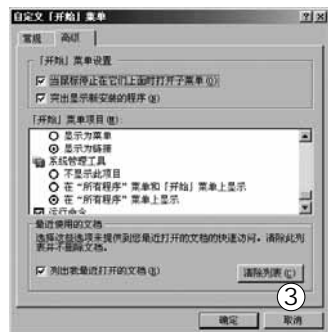 自定义「开始」菜单
常规 高级
「开始」菜单设置
当鼠标停止在它们上面时打开子菜单(O)
突出显示新安装的程序(N)
「开始」菜单项目(M):
显示为菜单
显示为链接
系统管理工具
不显示此项目
在“所有程序”菜单和「开始」菜单上显示
在“所有程序”菜单上显示
运行命令
最近使用的文档
选择这些选项来提供到您最近打开的文档的快速访问。清除此列
表并不删除文档。
列出我最近打开的文档(R)
清除列表(C)
③
确定 取消